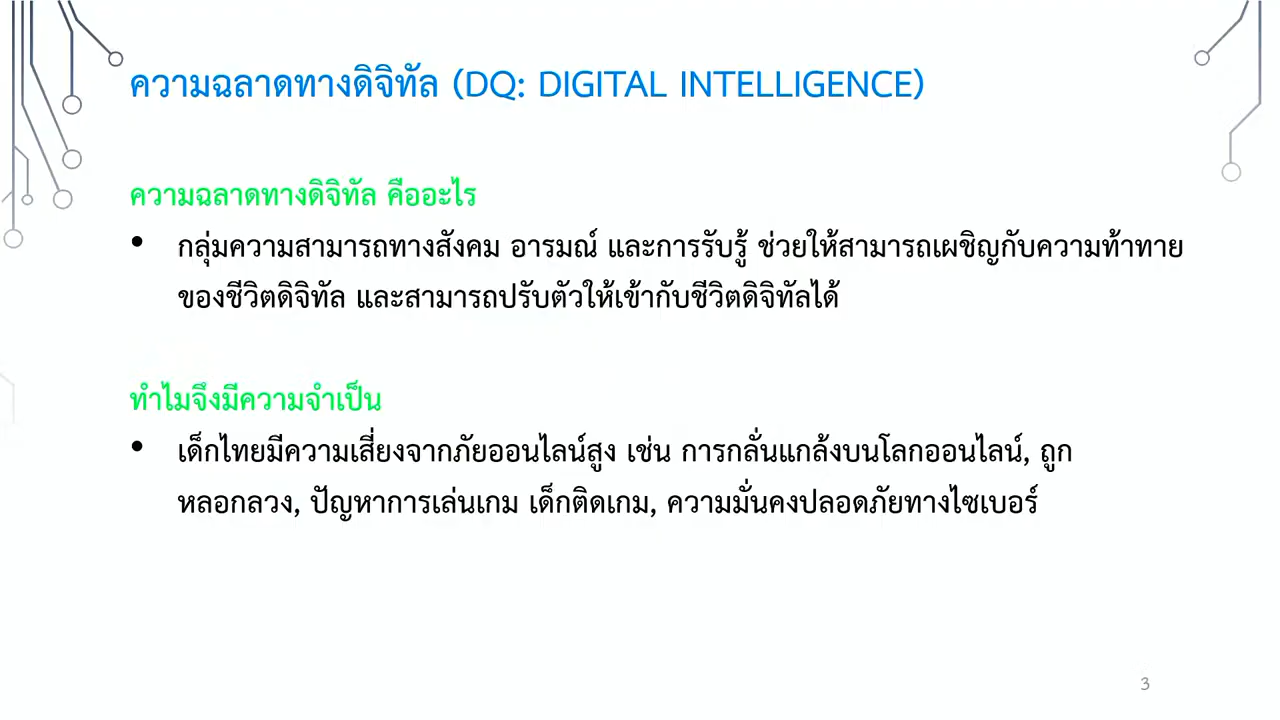 ความฉลาดทางดิจิทัล (DQ: DIGITAL INTELLIGENCE)
ความฉลาดทางดิจิทัล คืออะไร
• กลุ่มความสามารถทางสังคม อารมณ์ และการรับรู้ ช่วยให้สามารถเผชิญกับความท้าทาย
ของชีวิตดิจิทัล และสามารถปรับตัวให้เข้ากับชีวิตดิจิทัลได้
ทำไมจึงมีความจำเป็น
• เด็กไทยมีความเสี่ยงจากภัยออนไลน์สูง เช่น การกลั่นแกล้งบนโลกออนไลน์, ถูก
หลอกลวง, ปัญหาการเล่นเกม เด็กติดเกม, ความมั่นคงปลอดภัยทางไซเบอร์
3